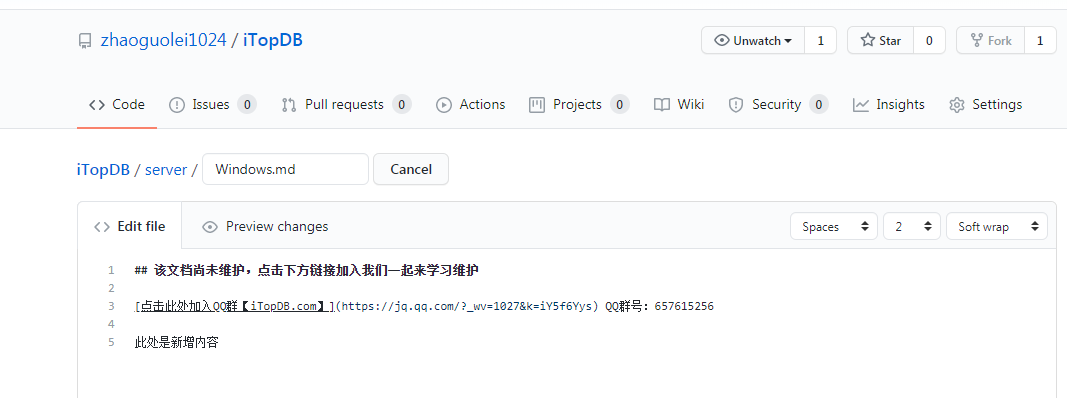 zhaoguolei1024 / iTopDB
Unwatch 1 Star 0 Fork 1
Code Issues 0 Pull requests 0 Actions Projects 0 Wiki Security 0 Insights Settings
iTopDB / server / Windows.md Cancel
Edit file Preview changes Spaces 2 Soft wrap
1 ## 该文档尚未维护，点击下方链接加入我们一起来学习维护
2
3 [点击此处加入QQ群【iTopDB.com】](https://jq.qq.com/?_wv=1027&k=iY5f6Yys) QQ群号：657615256
4
5 此处是新增内容